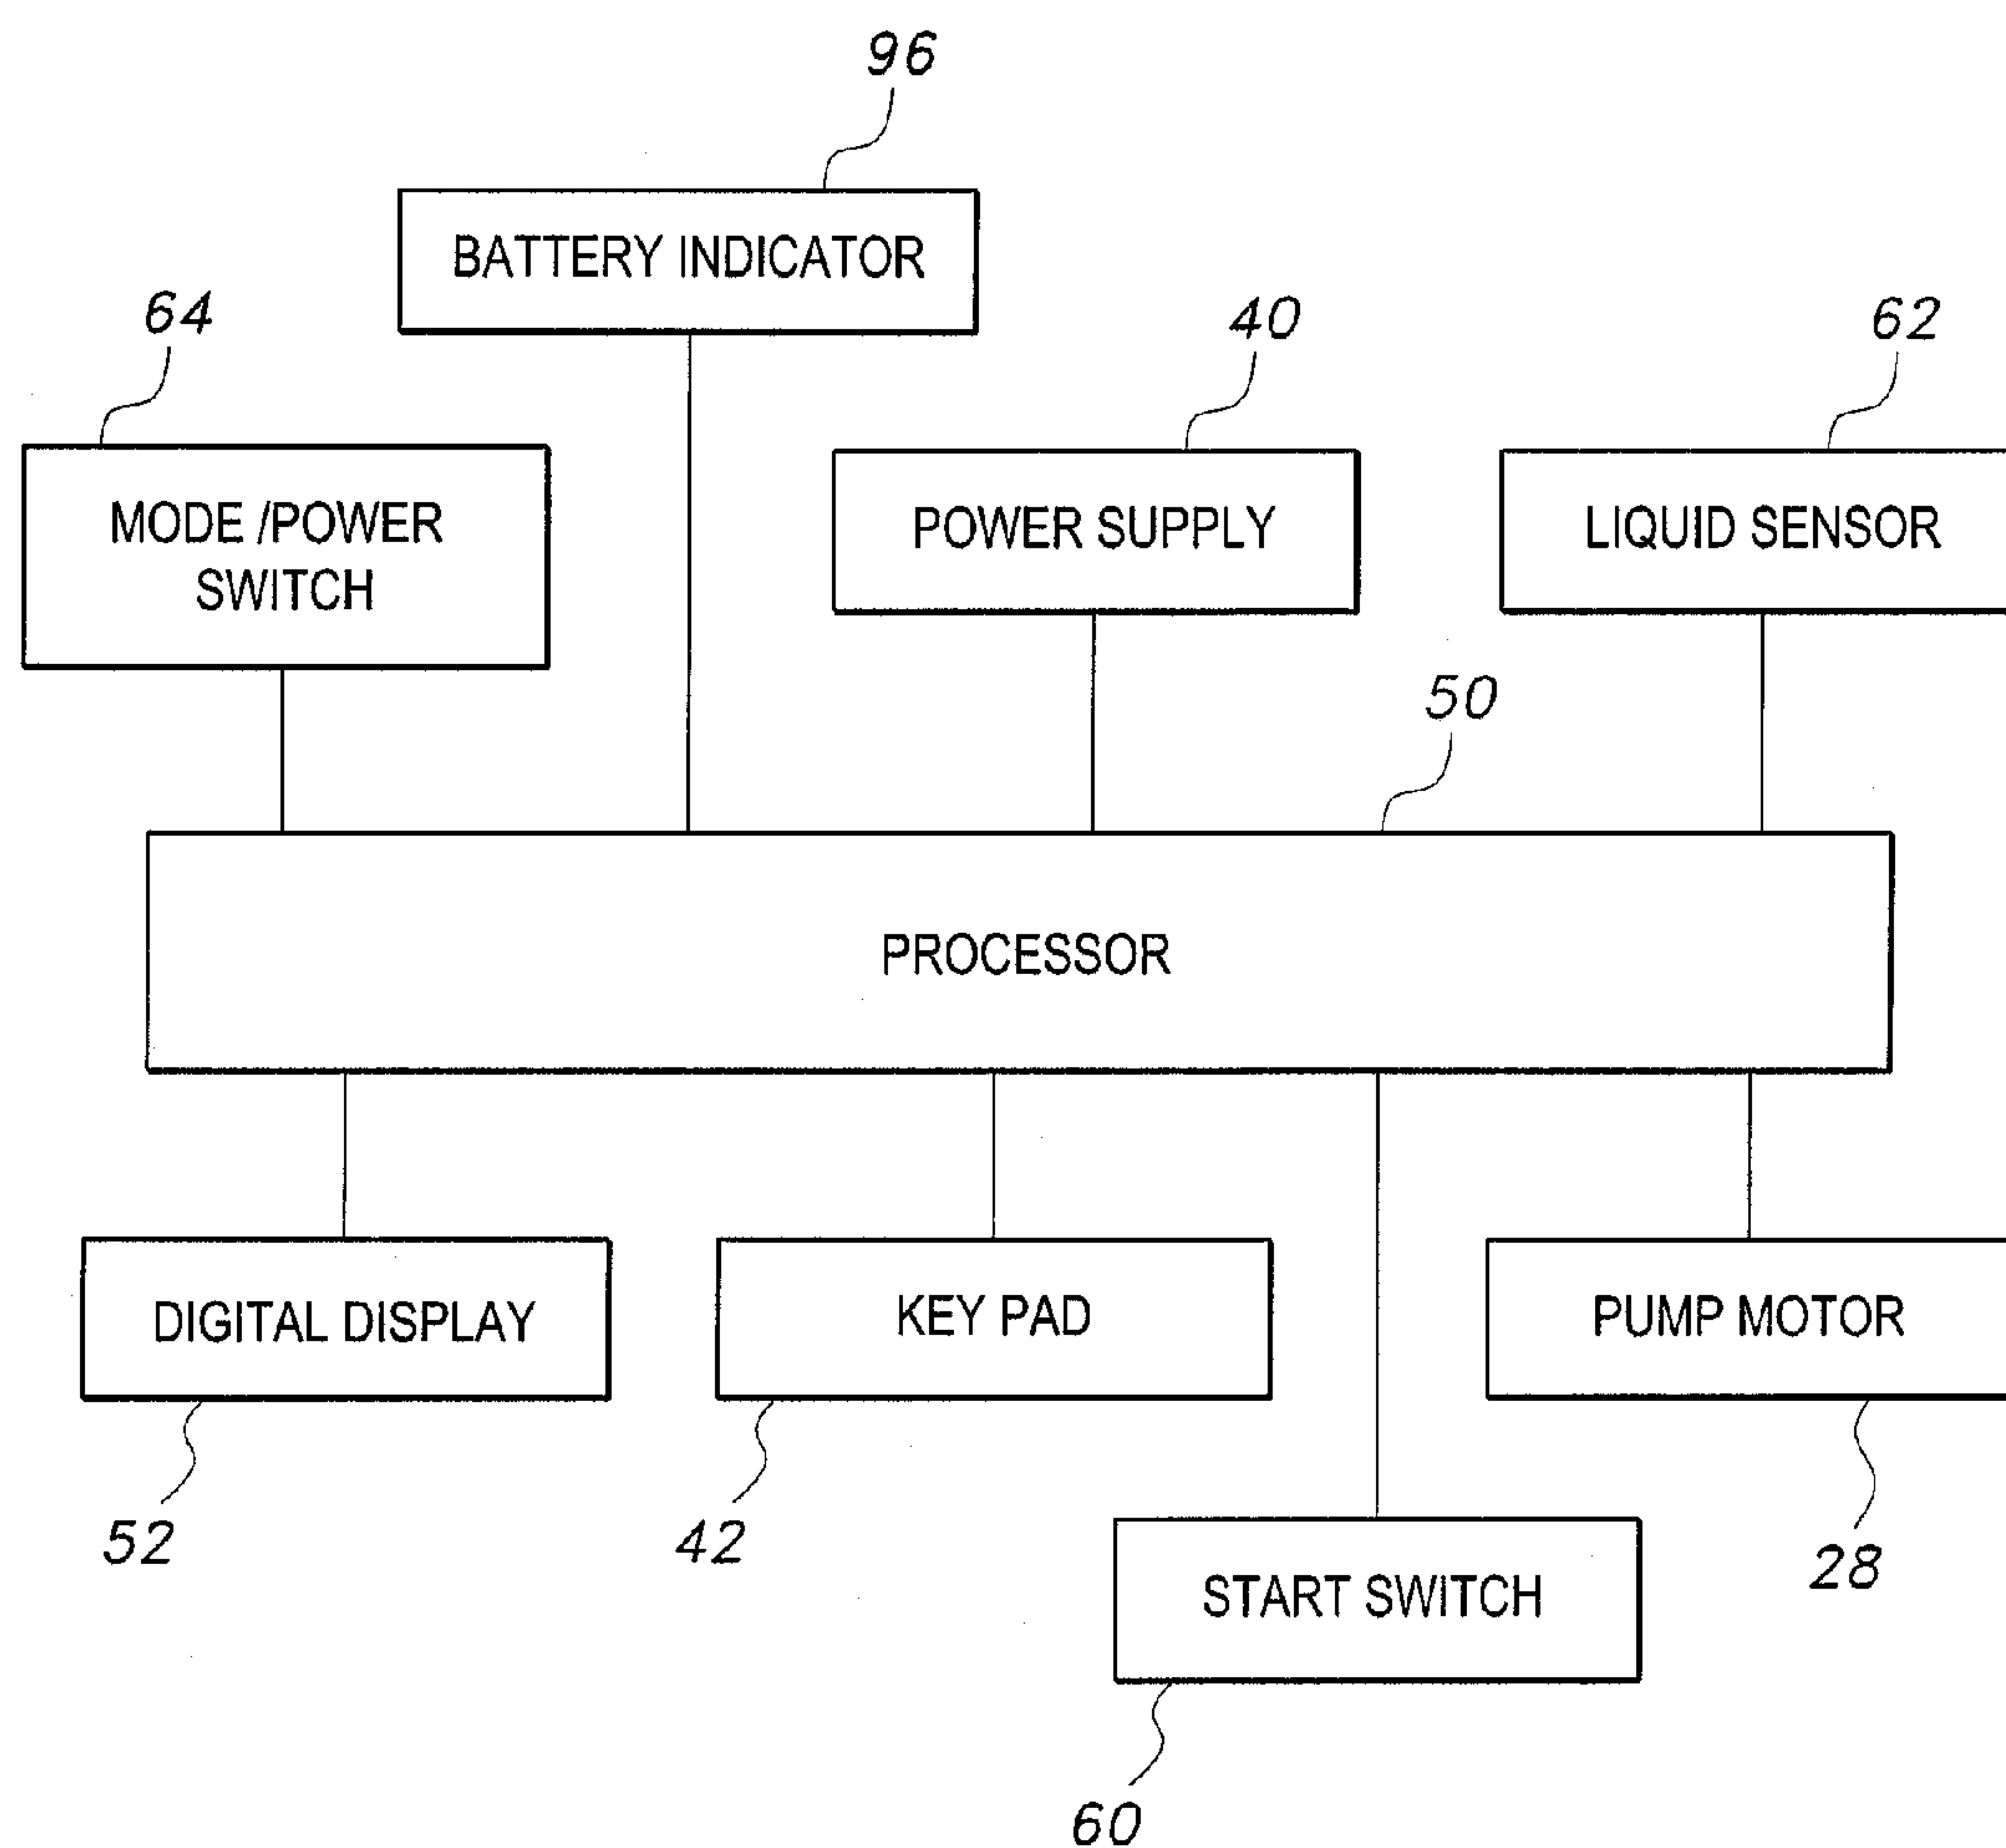 96
BATTERY INDICATOR
64
40
62
MODE /POWER
SWITCH
POWER SUPPLY
LIQUID SENSOR
50
PROCESSOR
DIGITAL DISPLAY
KEY PAD
PUMP MOTOR
52
42
28
START SWITCH
60